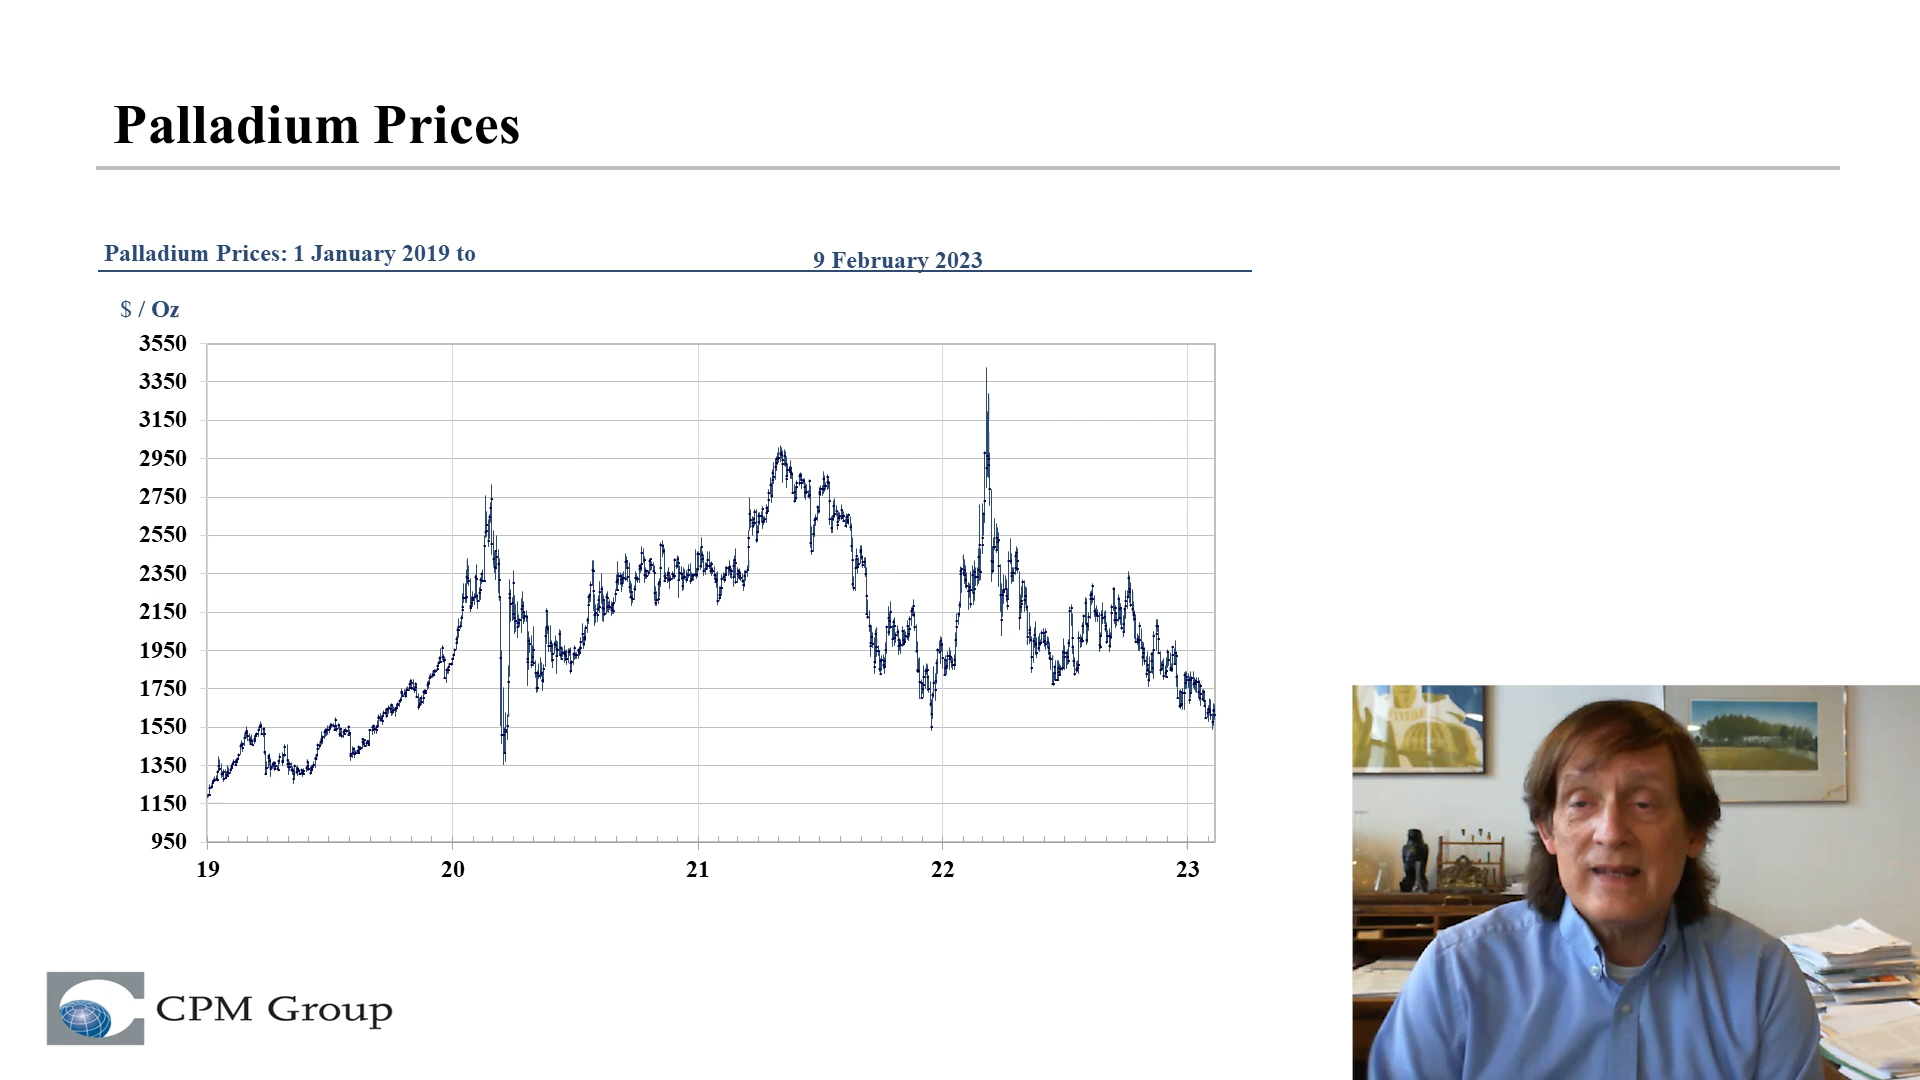 Palladium Prices
Palladium Prices: 1 January 2019 to 9 February 2023
$ / Oz
3550
3350
3150
2950
2750
2550
2350
2150
1950
1750
1550
1350
1150
950
19 20 21 22 23
CPM Group